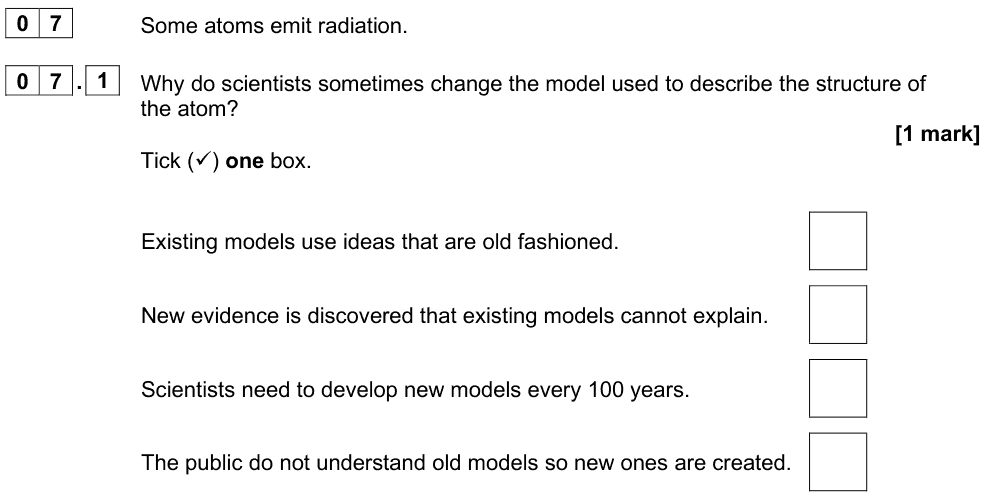 0 7 Some atoms emit radiation.
0 7 . 1 Why do scientists sometimes change the model used to describe the structure of
the atom?
[1 mark]
Tick (✓) one box.
Existing models use ideas that are old fashioned.
New evidence is discovered that existing models cannot explain.
Scientists need to develop new models every 100 years.
The public do not understand old models so new ones are created.